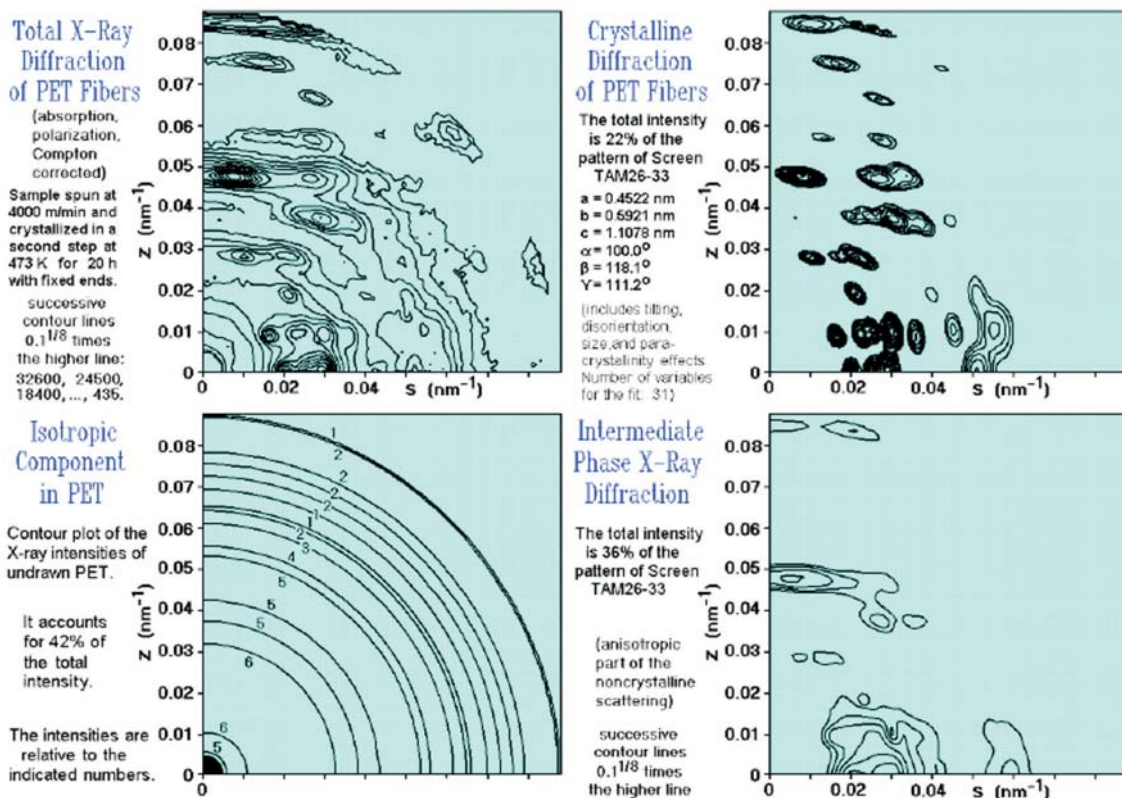 Total X-Ray
Diffraction
of PET Fibers
(absorption,
polarization,
Compton
corrected)
Sample spun at
4000 m/min and
crystallized in a
second step at
473 K for 20 h
with fixed ends.
successive
contour lines
0.1^1/8 times
the higher line:
32600, 24500,
18400,..., 435.
Z (nm⁻¹)
0.08
0.07
0.06
0.05
0.04
0.03
0.02
0.01
0
0
0.02
0.04
s (nm⁻¹)
Crystalline
Diffraction
of PET Fibers
The total intensity
is 22% of the
pattern of Screen
TAM26-33
a = 0.4522 nm
b = 0.5921 nm
c = 1.1078 nm
α = 100.0°
β = 118.1°
γ = 111.2°
(includes tilting,
disorientation,
size,and para-
crystallinity effects.
Number of variables
for the fit: 31)
Z (nm⁻¹)
0.08
0.07
0.06
0.05
0.04
0.03
0.02
0.01
0
0
0.02
0.04
s (nm⁻¹)
Isotropic
Component
in PET
Contour plot of the
X-ray intensities of
undrawn PET.
It accounts
for 42% of
the total
intensity.
The intensities are
relative to the
indicated numbers.
Z (nm⁻¹)
0.08
0.07
0.06
0.05
0.04
0.03
0.02
0.01
0
0
1
2
2
2
2
1
1
2
3
4
5
5
5
6
6
5
Intermediate
Phase X-Ray
Diffraction
The total intensity
is 36% of the
pattern of Screen
TAM26-33
(anisotropic
part of the
noncrystalline
scattering)
successive
contour lines
0.1^1/8 times
the higher line
Z (nm⁻¹)
0.08
0.07
0.06
0.05
0.04
0.03
0.02
0.01
0
0
0.02
0.04
s (nm⁻¹)